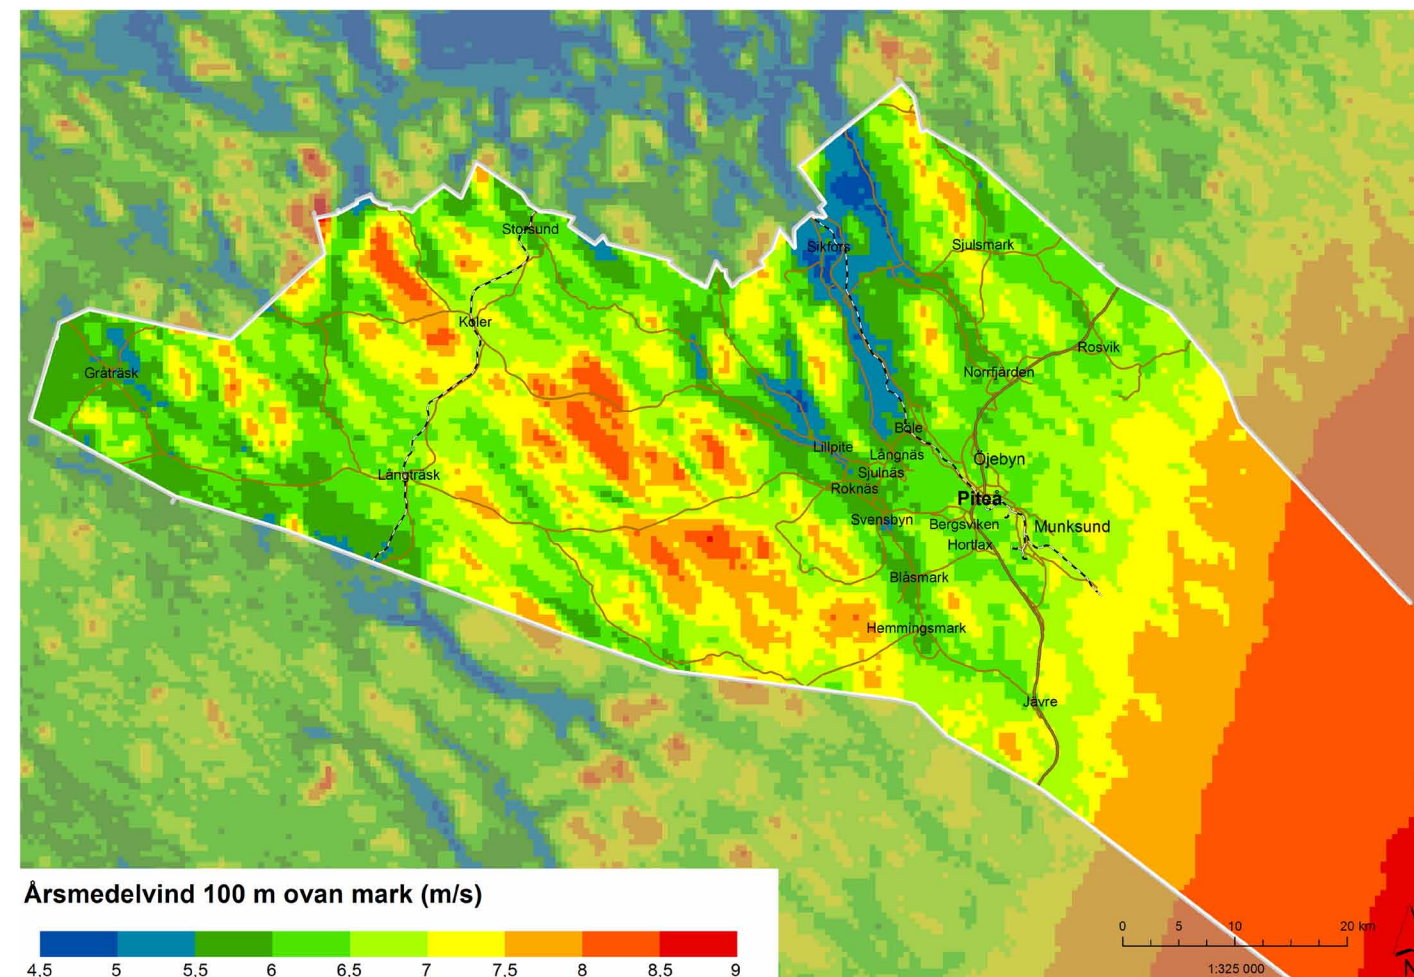 Storsund
Sikfors
Sjulsmark
Koler
Rosvik
Gråträsk
Norrfjärden
Böle
Lillpite
Långnäs
Öjebyn
Långträsk
Sjulnäs
Roknäs
Piteå
Svensbyn
Bergsviken
Munksund
Hortlax
Blåsmark
Hemmingsmark
Jävre
Årsmedelvind 100 m ovan mark (m/s)
4.5 5 5.5 6 6.5 7 7.5 8 8.5 9
0 5 10 20 km
1:325 000
N